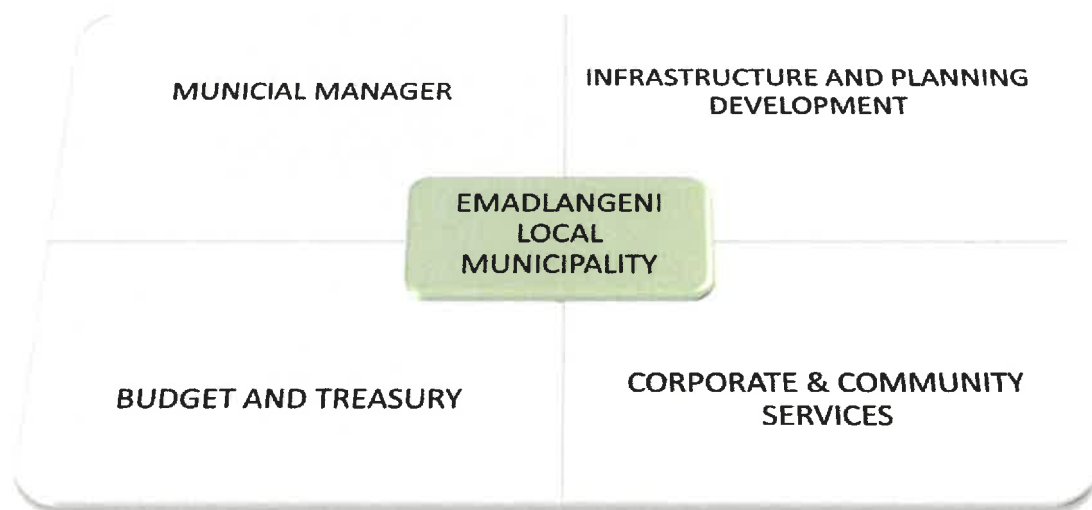 MUNICIAL MANAGER
INFRASTRUCTURE AND PLANNING
DEVELOPMENT
EMADLANGENI
LOCAL
MUNICIPALITY
BUDGET AND TREASURY
CORPORATE & COMMUNITY
SERVICES